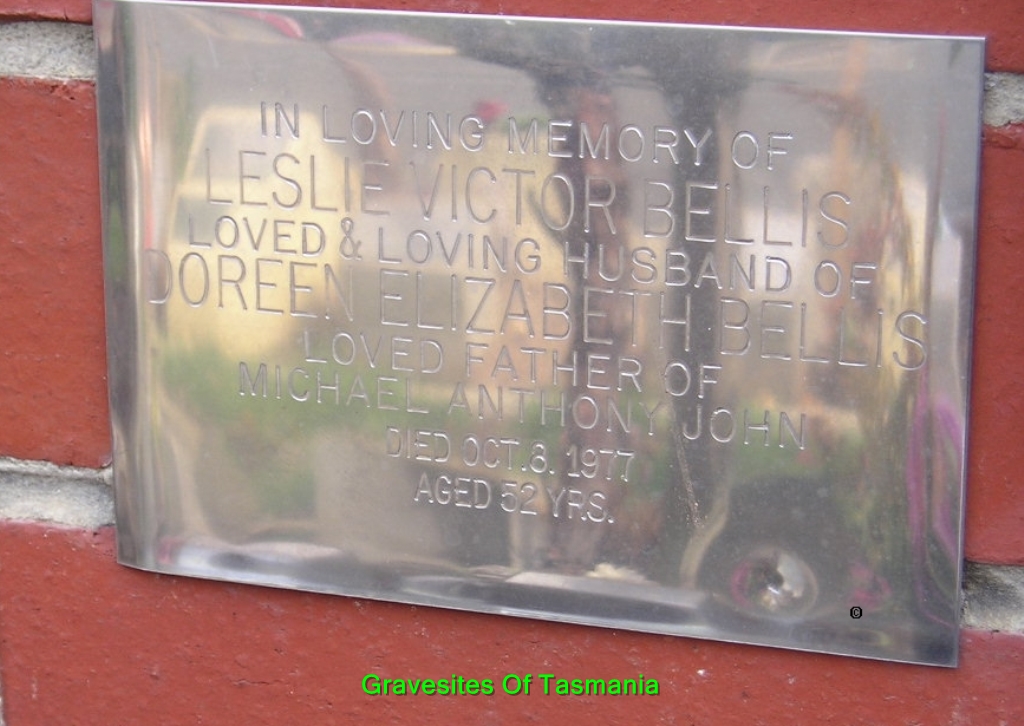 IN LOVING MEMORY OF
LESLIE VICTOR BELLIS
LOVED & LOVING HUSBAND OF
DOREEN ELIZABETH BELLIS
LOVED FATHER OF
MICHAEL ANTHONY JOHN
DIED OCT.8. 1977
AGED 52 YRS.
©
Gravesites Of Tasmania